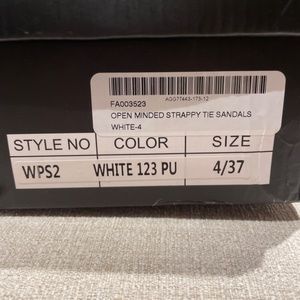 AGG77443-173-12
FA003523
OPEN MINDED STRAPPY TIE SANDALS
WHITE-4
STYLE NO COLOR SIZE
WPS2 WHITE 123 PU 4/37